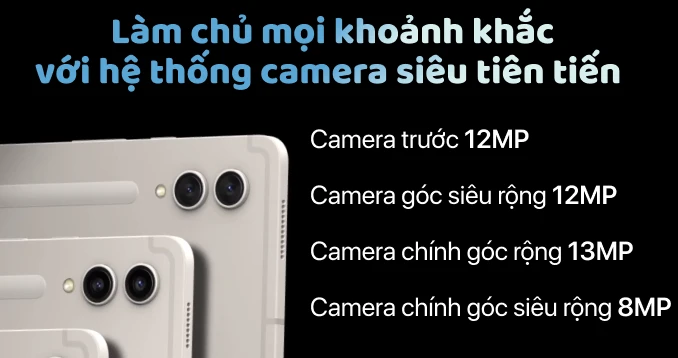 Làm chủ mọi khoảnh khắc
với hệ thống camera siêu tiên tiến
Camera trước 12MP
Camera góc siêu rộng 12MP
Camera chính góc rộng 13MP
Camera chính góc siêu rộng 8MP